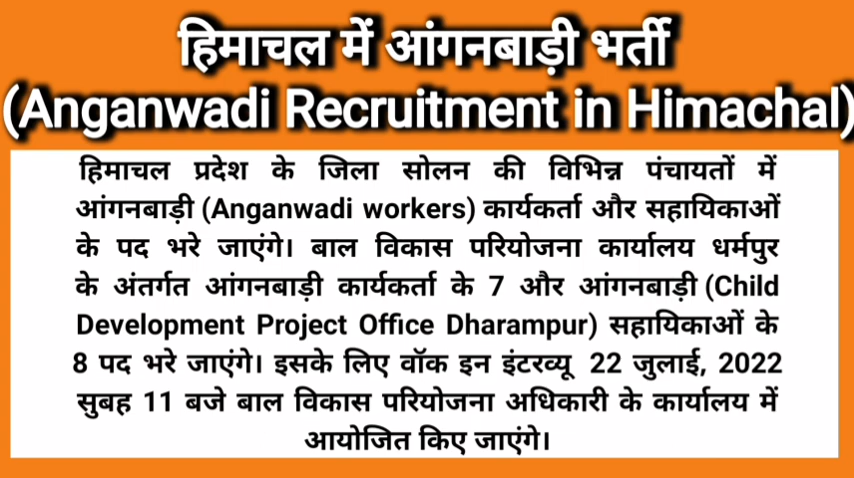 हिमाचल में आंगनबाड़ी भर्ती
(Anganwadi Recruitment in Himachal)
हिमाचल प्रदेश के जिला सोलन की विभिन्न पंचायतों में
आंगनबाड़ी (Anganwadi workers) कार्यकर्ता और सहायिकाओं
के पद भरे जाएंगे। बाल विकास परियोजना कार्यालय धर्मपुर
के अंतर्गत आंगनबाड़ी कार्यकर्ता के 7 और आंगनबाड़ी (Child
Development Project Office Dharampur) सहायिकाओं के
8 पद भरे जाएंगे। इसके लिए वॉक इन इंटरव्यू 22 जुलाई, 2022
सुबह 11 बजे बाल विकास परियोजना अधिकारी के कार्यालय में
आयोजित किए जाएंगे।